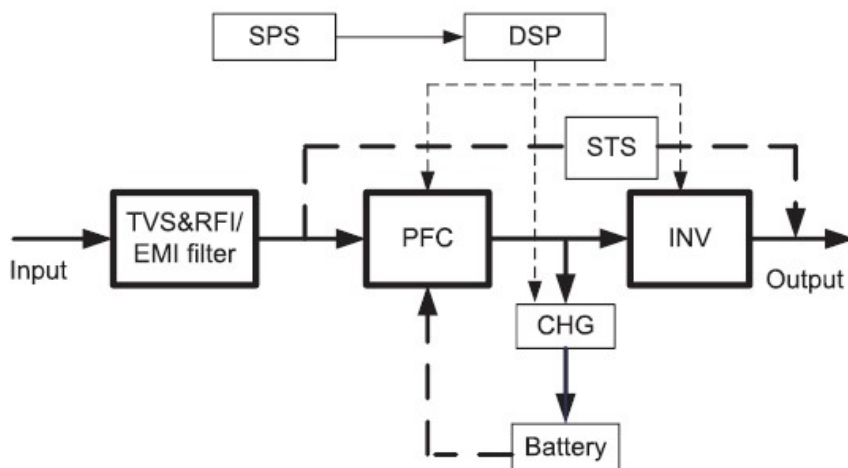 SPS
DSP
STS
TVS&RFI/
EMI filter
PFC
INV
Input
Output
CHG
Battery